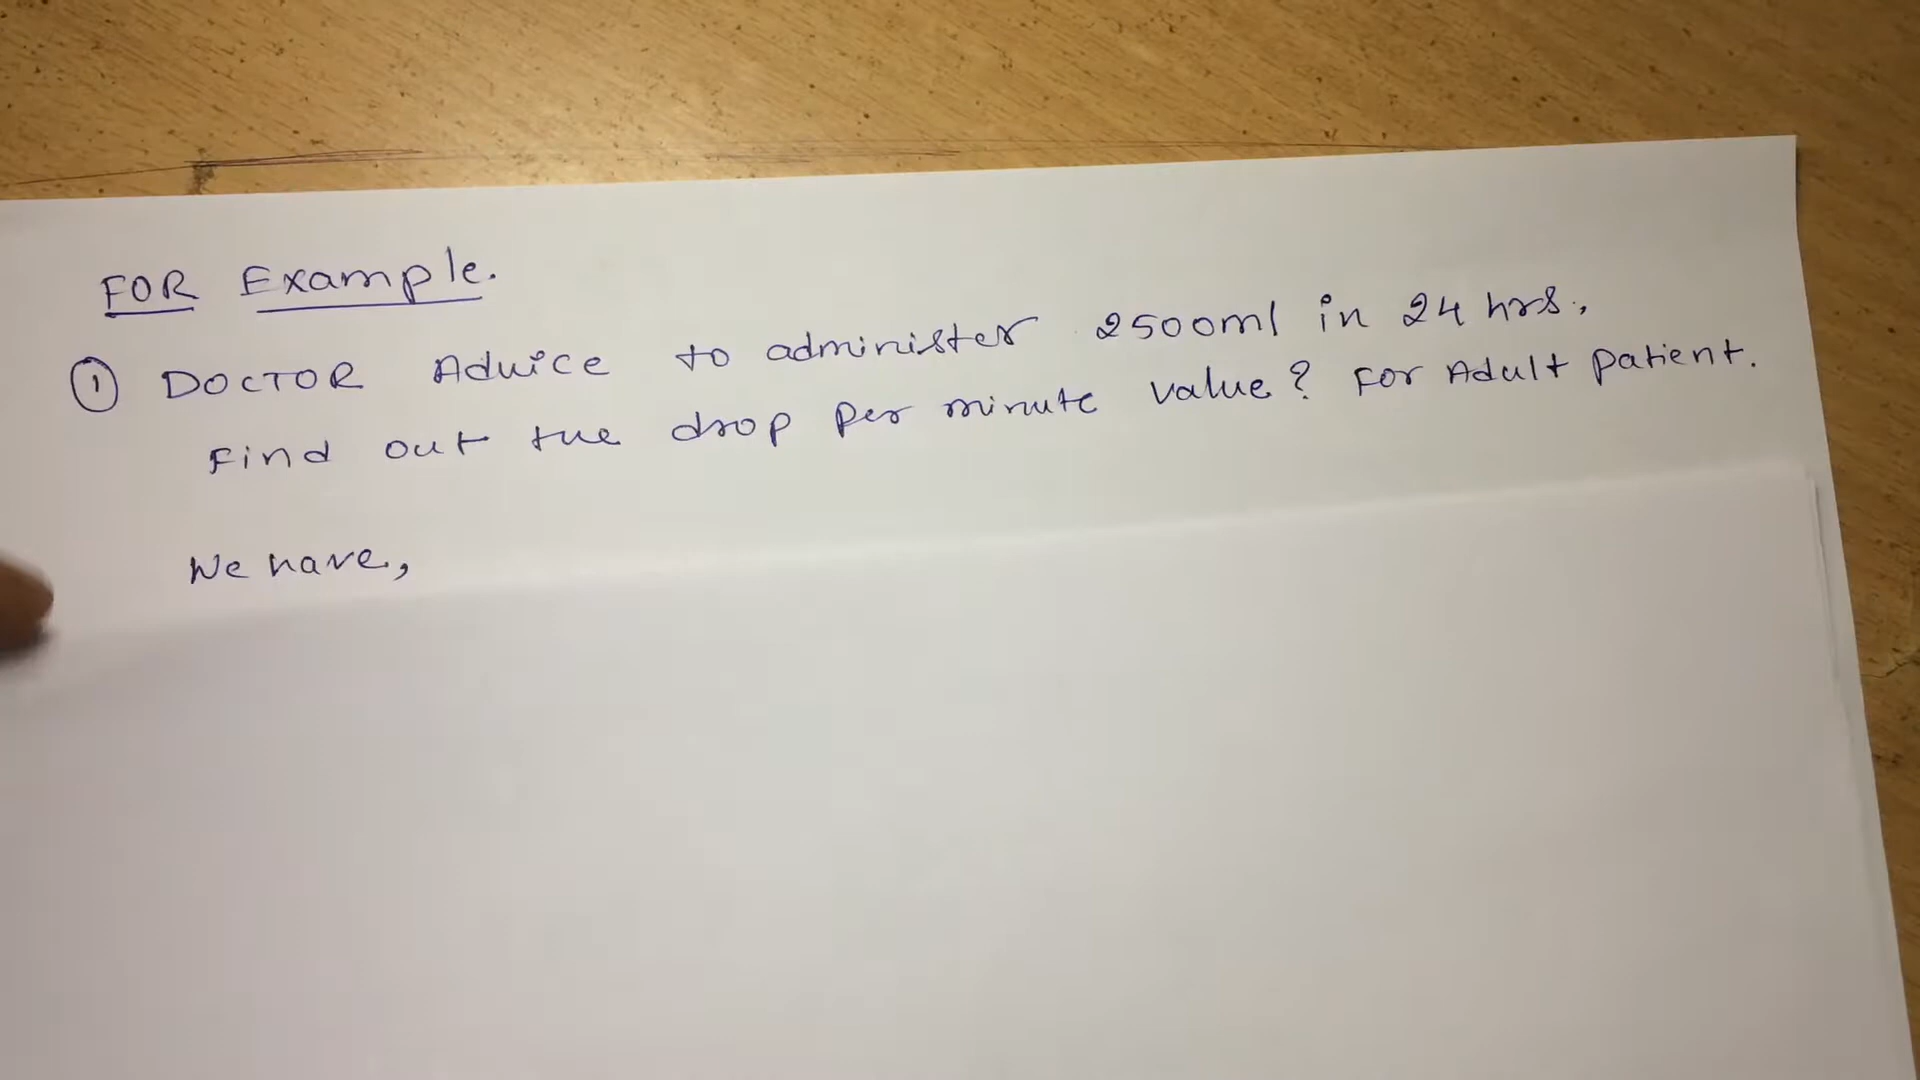 FOR Example.
① DOCTOR Advice to administer 2500ml in 24 hrs.
Find out the drop per minute value? For Adult patient.
We have,